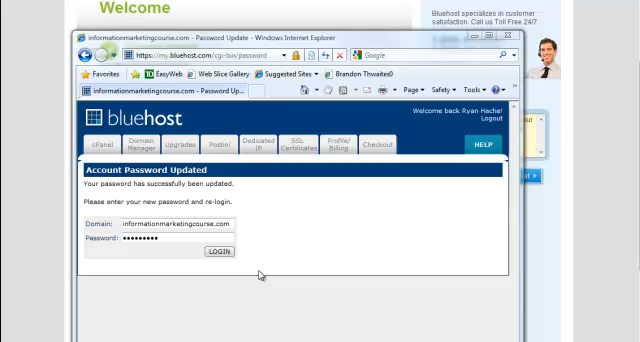 Welcome
Bluehost specializes in customer
satisfaction. Call us Toll Free 24/7.
informationmarketingcourse.com - Password Update - Windows Internet Explorer
https://my.bluehost.com/cgi-bin/password
Google
Favorites
EasyWeb
Web Slice Gallery
Suggested Sites
Brandon Thwaites0
informationmarketingcourse.com - Password Up...
Page
Safety
Tools
bluehost
Welcome back Ryan Hache!
Logout
cPanel
Domain
Manager
Upgrades
Postini
Dedicated
IP
SSL
Certificates
Profile/
Billing
Checkout
HELP
Account Password Updated
Your password has successfully been updated.
Please enter your new password and re-login.
Domain: informationmarketingcourse.com
Password: •••••••••
LOGIN